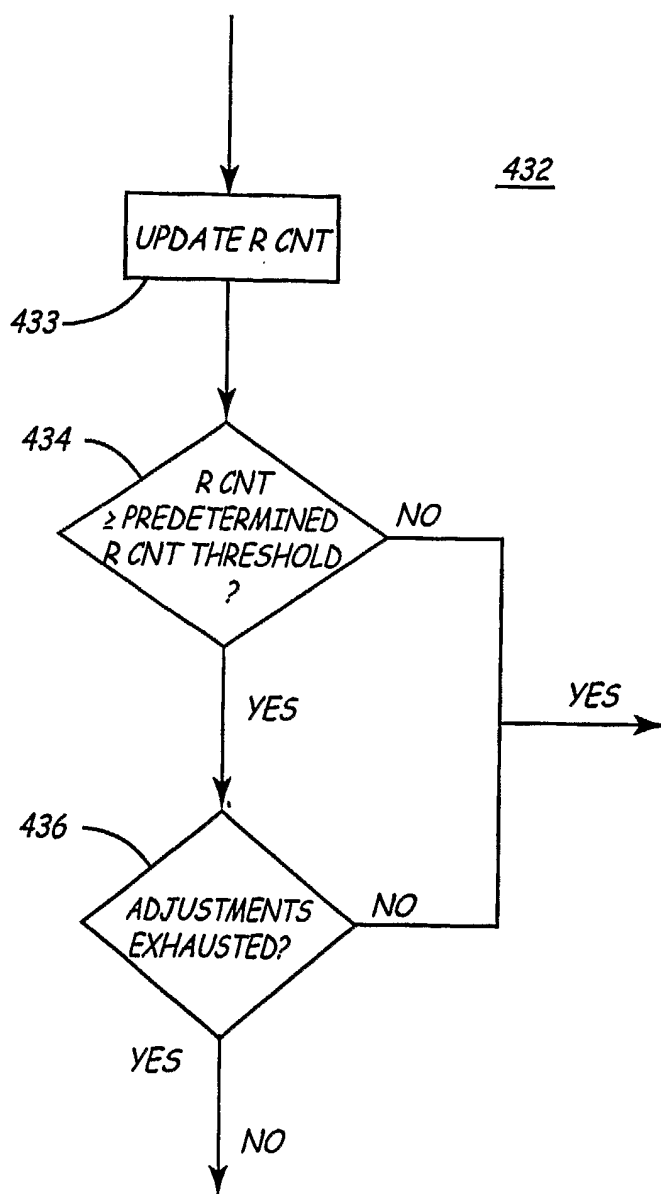 432
UPDATE R CNT
433
434
R CNT
≥ PREDETERMINED
R CNT THRESHOLD
?
NO
YES
YES
436
ADJUSTMENTS
EXHAUSTED?
NO
YES
NO